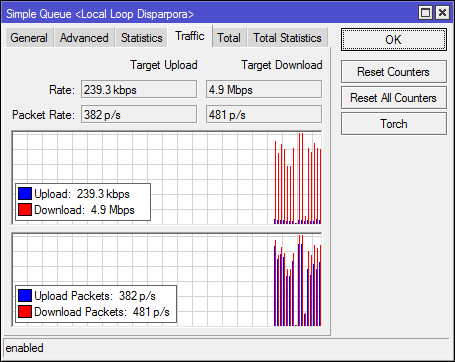 Simple Queue <Local Loop Disparpora>
General Advanced Statistics Traffic Total Total Statistics
Target Upload Target Download
Rate: 239.3 kbps 4.9 Mbps
Packet Rate: 382 p/s 481 p/s
Upload: 239.3 kbps
Download: 4.9 Mbps
Upload Packets: 382 p/s
Download Packets: 481 p/s
OK
Reset Counters
Reset All Counters
Torch
enabled